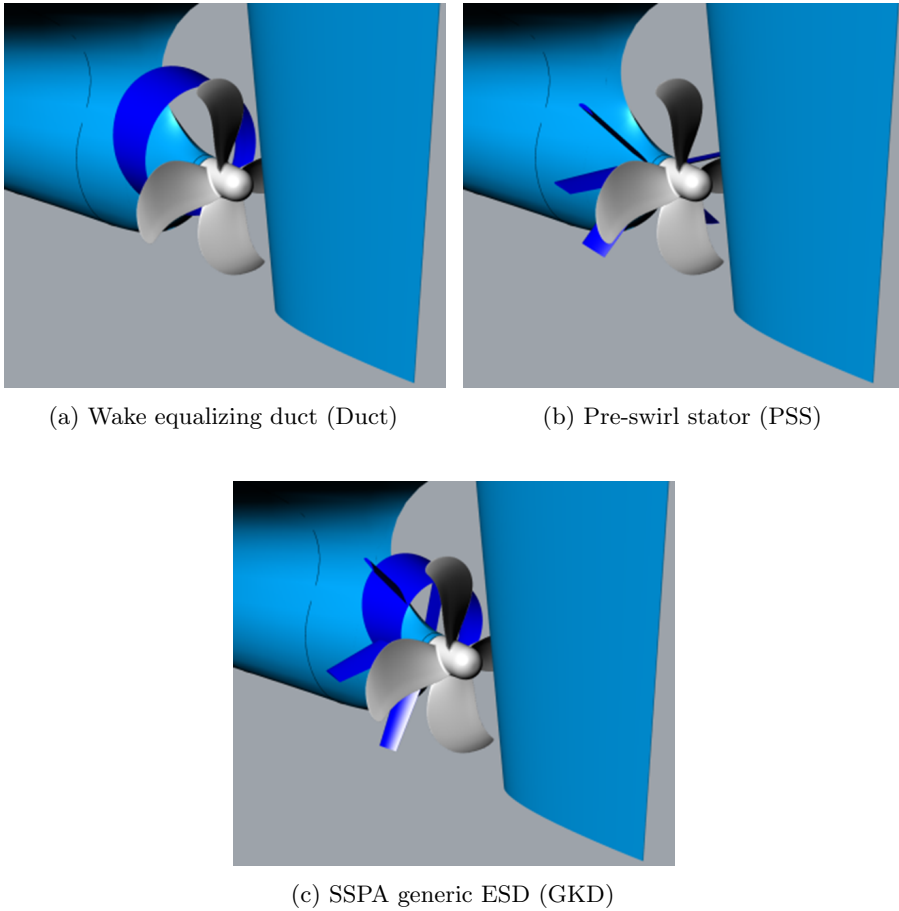 (a) Wake equalizing duct (Duct)
(b) Pre-swirl stator (PSS)
(c) SSPA generic ESD (GKD)